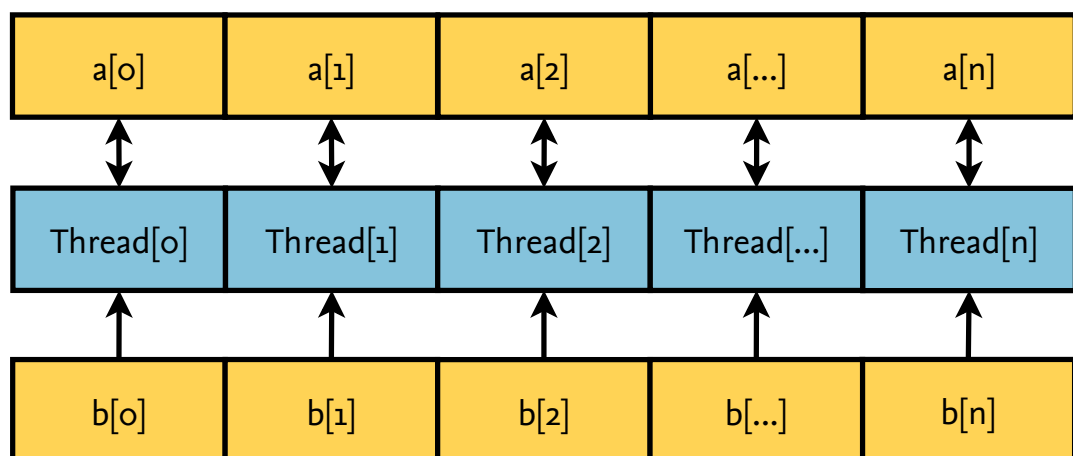 a[0] a[1] a[2] a[...] a[n]
Thread[0] Thread[1] Thread[2] Thread[...] Thread[n]
b[0] b[1] b[2] b[...] b[n]